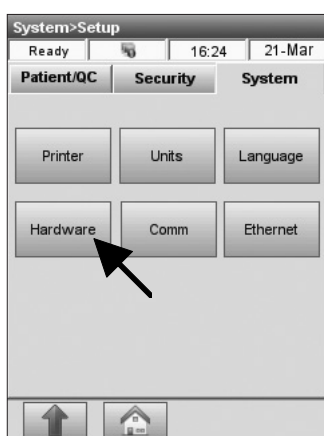 System>Setup
Ready 16:24 21-Mar
Patient/QC Security System
Printer Units Language
Hardware Comm Ethernet